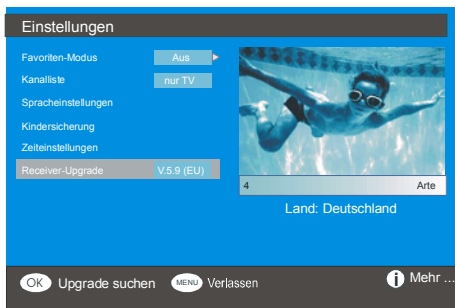 Einstellungen
Favoriten-Modus Aus
Kanalliste nur TV
Spracheinstellungen
Kindersicherung
Zeiteinstellungen
Receiver-Upgrade V.5.9 (EU)
4 Arte
Land: Deutschland
OK Upgrade suchen MENU Verlassen i Mehr ...